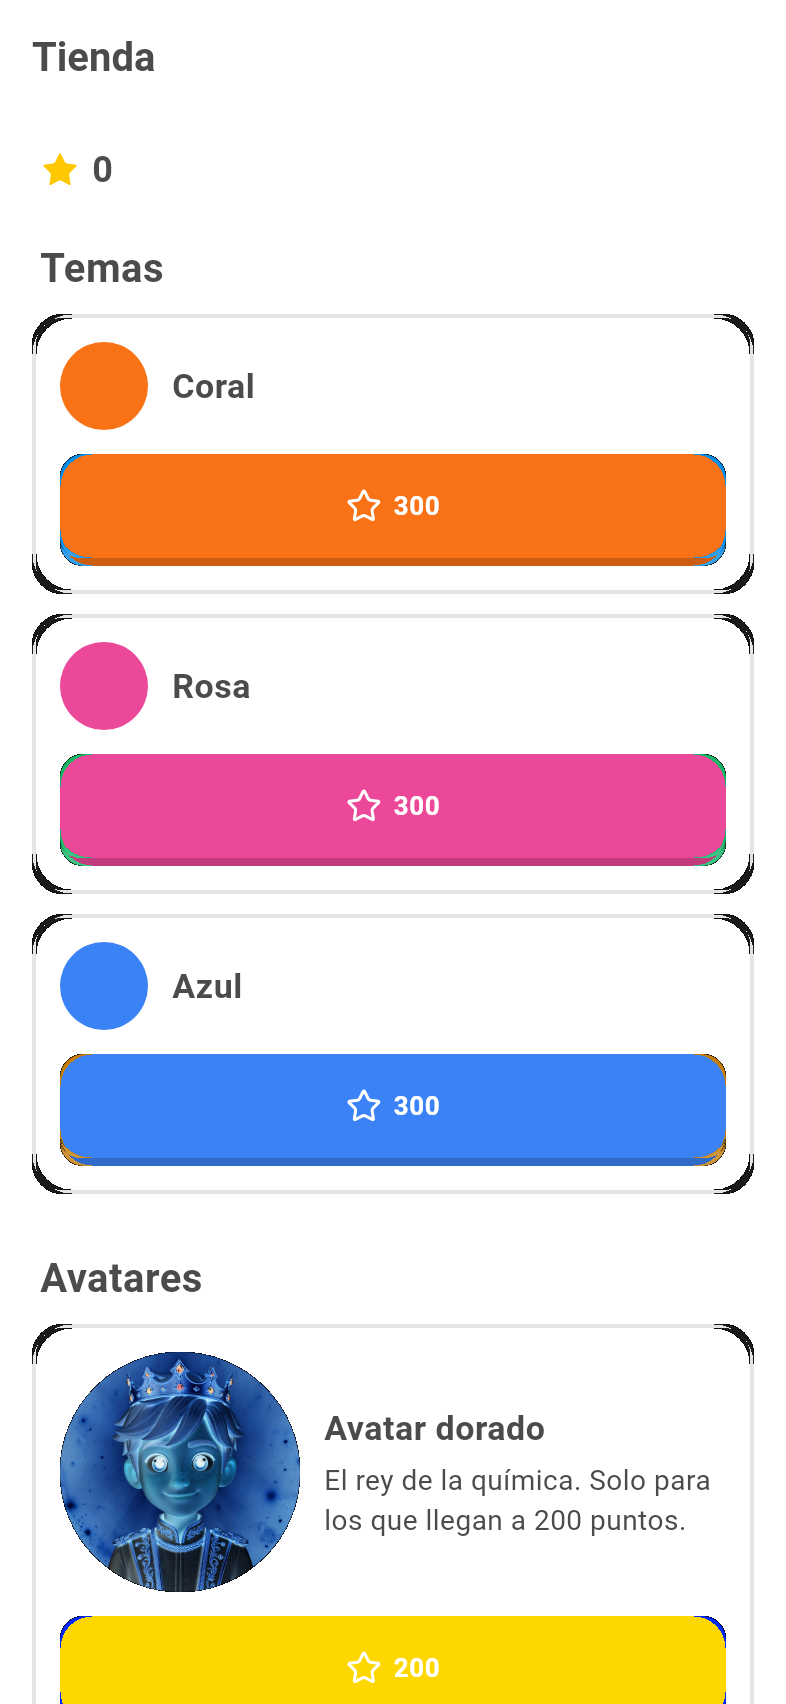 Tienda
0
Temas
Coral
300
Rosa
300
Azul
300
Avatares
Avatar dorado
El rey de la química. Solo para
los que llegan a 200 puntos.
200